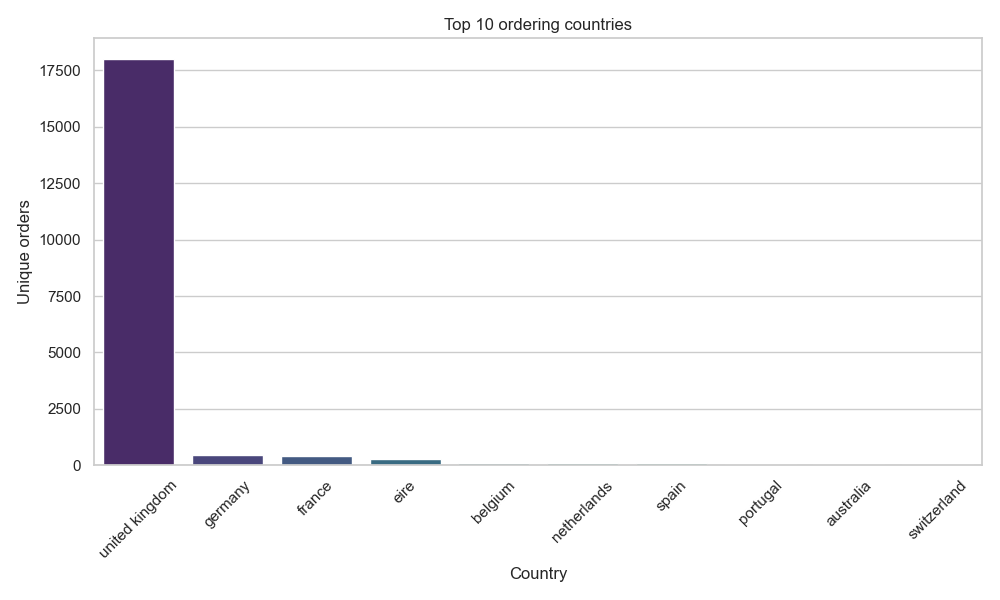 Top 10 ordering countries
Unique orders
17500
15000
12500
10000
7500
5000
2500
0
united kingdom
germany
france
eire
belgium
netherlands
spain
portugal
australia
switzerland
Country